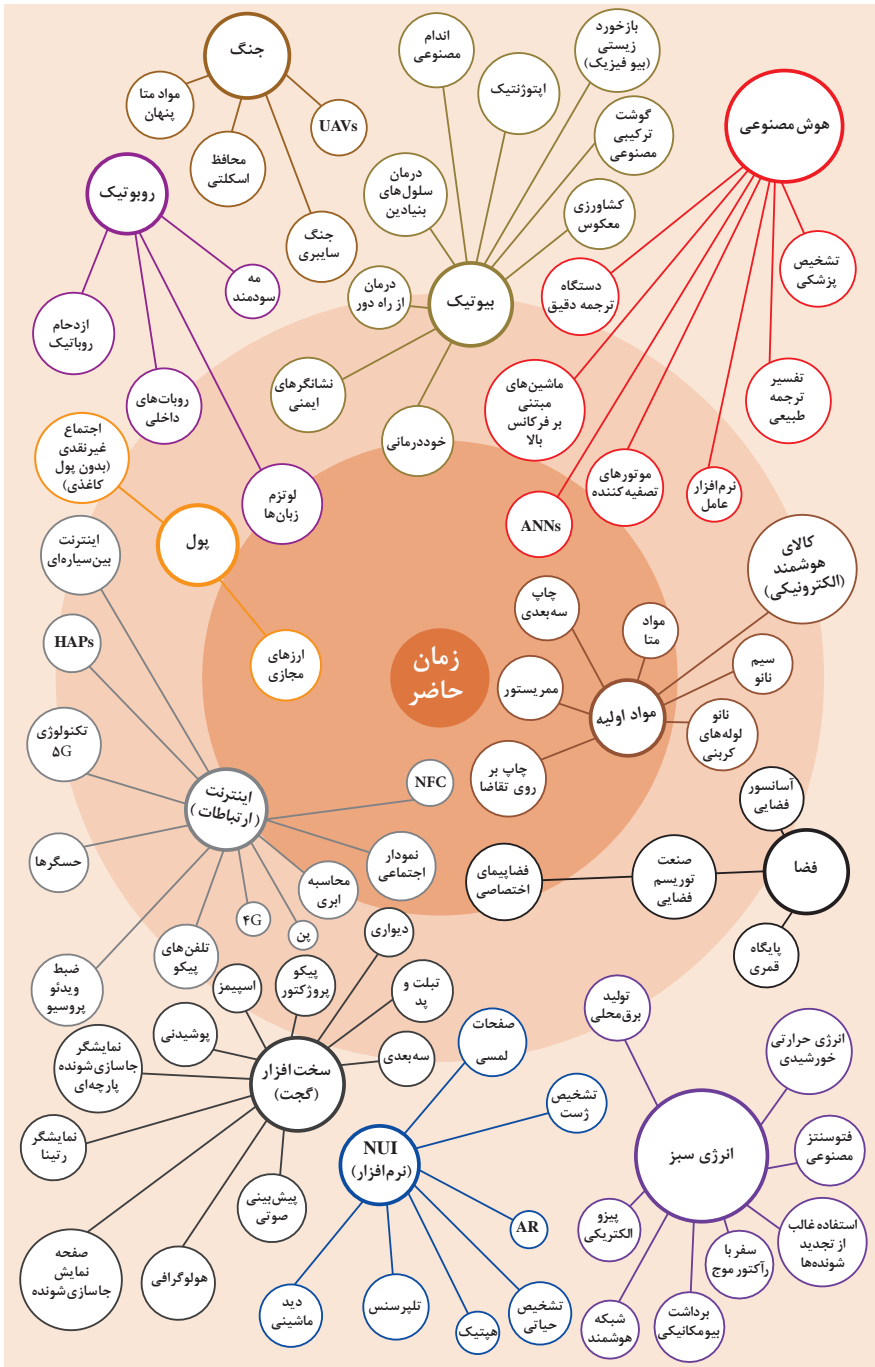 جنگ
مواد متا
پنهان
محافظ
اسکلتی
جنگ
سایبری
UAVs
روبوتیک
ازدحام
روباتیک
روبات‌های
داخلی
مه
سودمند
لوتزم
زبان‌ها
بیوتیک
اندام
مصنوعی
اپتوژنتیک
بازخورد
زیستی
(بیو فیزیک)
گوشت
ترکیبی
مصنوعی
کشاورزی
معکوس
درمان
سلول‌های
بنیادین
درمان
از راه دور
نشانگرهای
ایمنی
خوددرمانی
هوش مصنوعی
تشخیص
پزشکی
تفسیر
ترجمه
طبیعی
نرم‌افزار
عامل
موتورهای
تصفیه‌کننده
ANNs
ماشین‌های
مبتنی
بر فرکانس
بالا
دستگاه
ترجمه دقیق
پول
اجتماع
غیرنقدی
(بدون پول
کاغذی)
ارزهای
مجازی
زمان
حاضر
مواد اولیه
چاپ
سه‌بعدی
مواد
متا
کالای
هوشمند
(الکترونیکی)
سیم
نانو
نانو
لوله‌های
کربنی
ممریستور
چاپ بر
روی تقاضا
اینترنت
(ارتباطات)
اینترنت
بین‌سیاره‌ای
HAPs
تکنولوژی
۵G
حسگرها
ضبط
ویدئو
پروسیو
تلفن‌های
پیکو
۴G
پن
محاسبه
ابری
نمودار
اجتماعی
NFC
فضا
آسانسور
فضایی
صنعت
توریسم
فضایی
فضاپیمای
اختصاصی
پایگاه
قمری
سخت‌افزار
(گجت)
دیواری
پیکو
پروژکتور
اسپیمز
تبلت و
پد
سه‌بعدی
پوشیدنی
نمایشگر
جاسازی‌شونده
پارچه‌ای
نمایشگر
رتینا
صفحه
نمایش
جاسازی‌شونده
هولوگرافی
پیش‌بینی
صوتی
NUI
(نرم‌افزار)
صفحات
لمسی
تشخیص
ژست
AR
تشخیص
حیاتی
هپتیک
تلپرسنس
دید
ماشینی
انرژی سبز
تولید
برق‌محلی
انرژی حرارتی
خورشیدی
فتوسنتز
مصنوعی
استفاده غالب
از تجدید
شونده‌ها
سفر با
رآکتور موج
برداشت
بیومکانیکی
شبکه
هوشمند
پیزو
الکتریکی